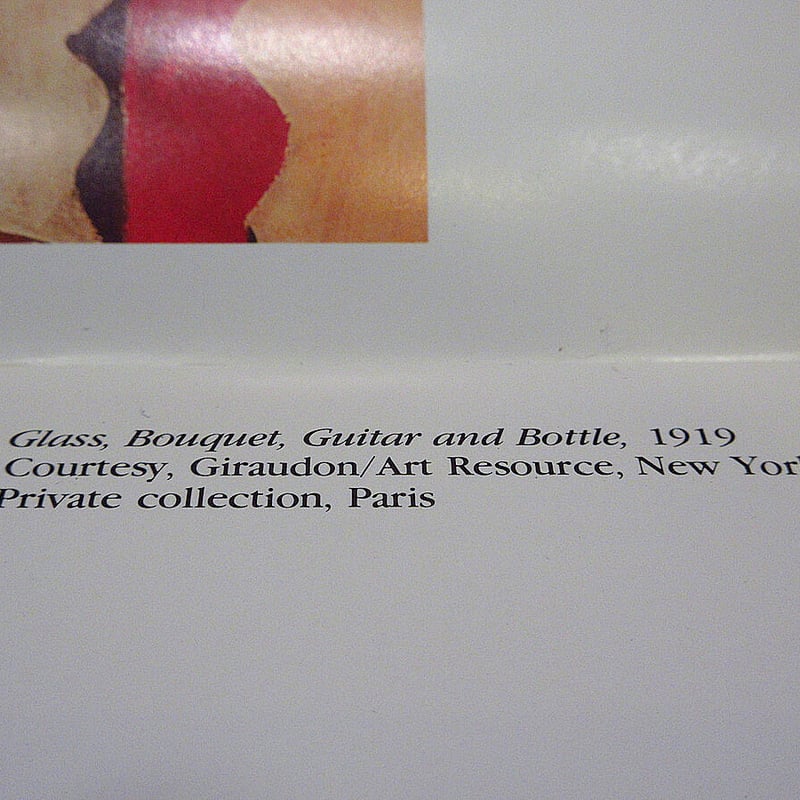 Glass, Bouquet, Guitar and Bottle, 1919
Courtesy, Giraudon/Art Resource, New
Private collection, Paris